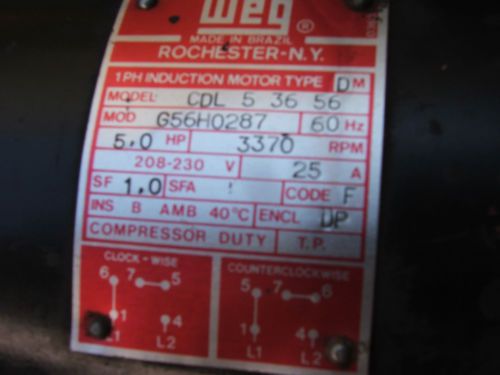 weg ®
MADE IN BRAZIL
ROCHESTER-N.Y.
1PH INDUCTION MOTOR TYPE DM
MODEL: CDL 5 36 56
MOD G56H0287 60 Hz
5.0 HP 3370 RPM
208-230 V 25 A
SF 1.0 SFA CODE F
INS B AMB 40°C ENCL DP
COMPRESSOR DUTY T.P.
CLOCK-WISE COUNTERCLOCKWISE
6 7 5 5 7 6
1 4 1 4
L1 L2 L1 L2